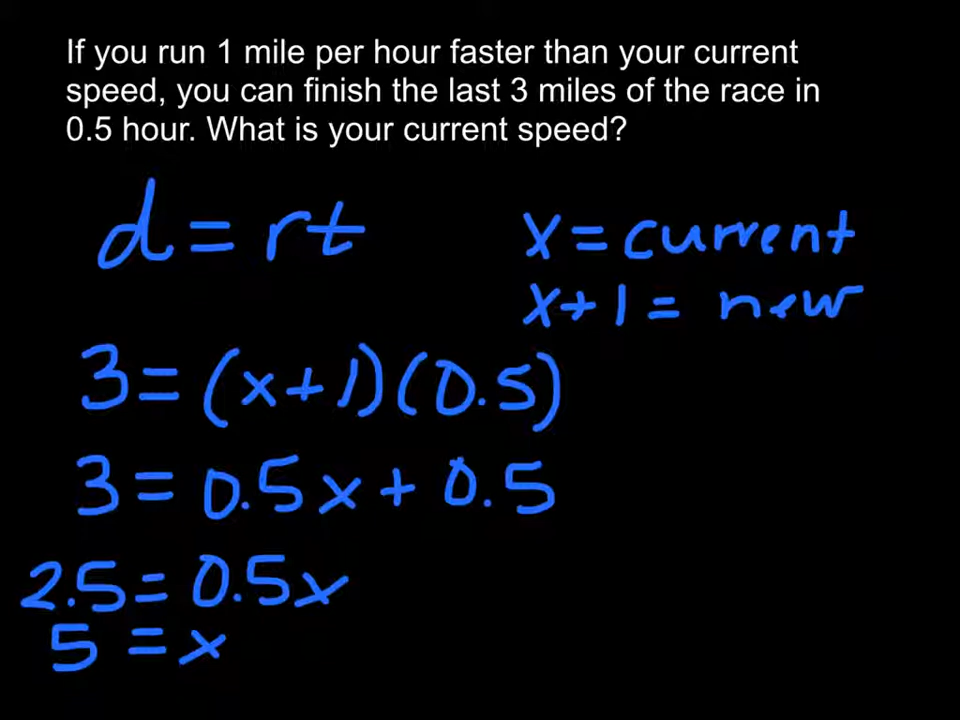 If you run 1 mile per hour faster than your current
speed, you can finish the last 3 miles of the race in
0.5 hour. What is your current speed?
d = rt
x = current
x + 1 = new
3 = (x + 1)(0.5)
3 = 0.5x + 0.5
2.5 = 0.5x
5 = x